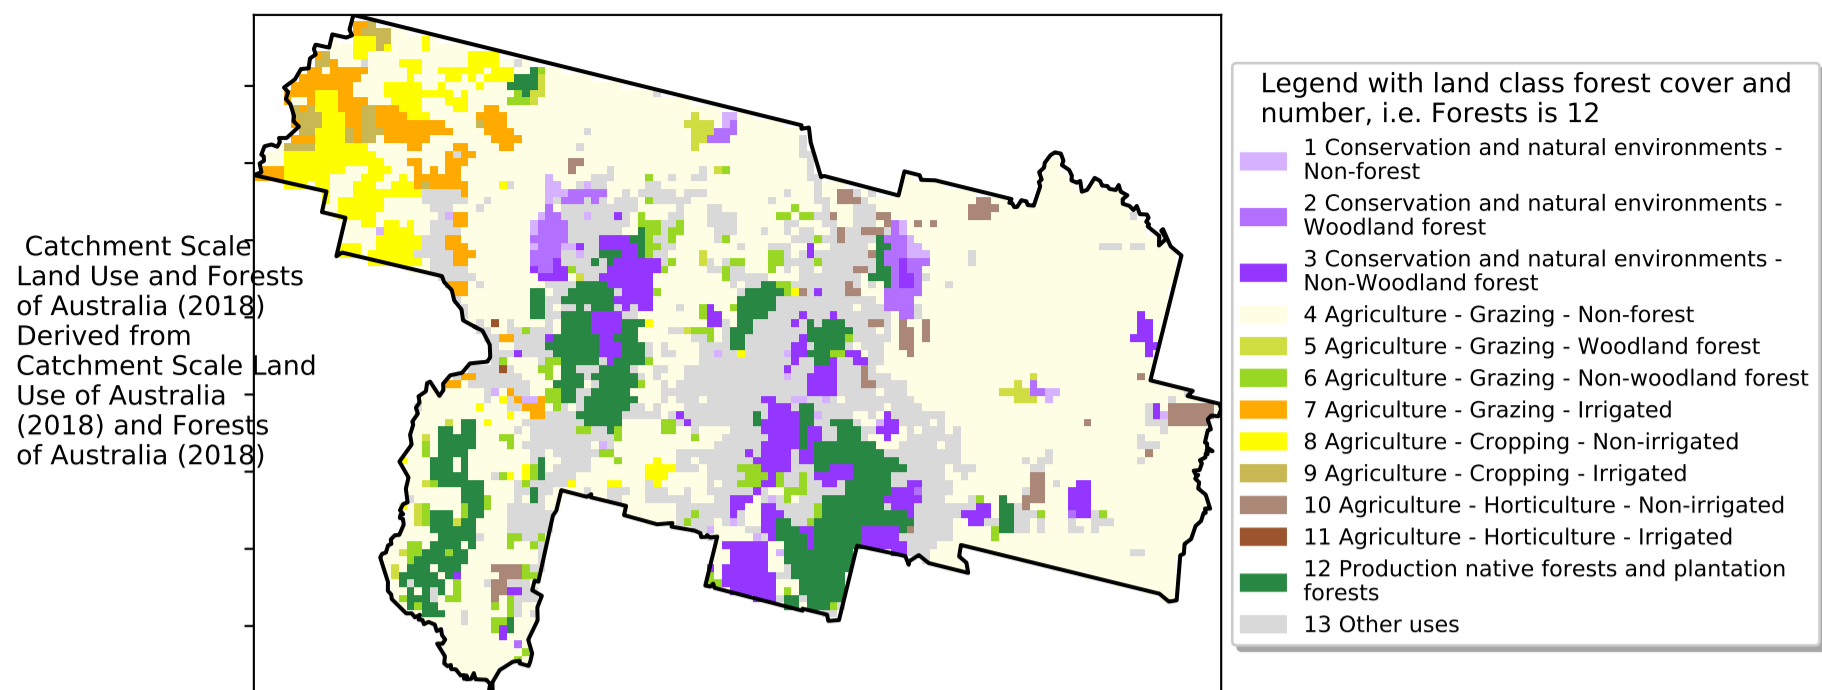 Catchment Scale
Land Use and Forests
of Australia (2018)
Derived from
Catchment Scale Land
Use of Australia
(2018) and Forests
of Australia (2018)
Legend with land class forest cover and
number, i.e. Forests is 12
1 Conservation and natural environments -
Non-forest
2 Conservation and natural environments -
Woodland forest
3 Conservation and natural environments -
Non-Woodland forest
4 Agriculture - Grazing - Non-forest
5 Agriculture - Grazing - Woodland forest
6 Agriculture - Grazing - Non-woodland forest
7 Agriculture - Grazing - Irrigated
8 Agriculture - Cropping - Non-irrigated
9 Agriculture - Cropping - Irrigated
10 Agriculture - Horticulture - Non-irrigated
11 Agriculture - Horticulture - Irrigated
12 Production native forests and plantation
forests
13 Other uses